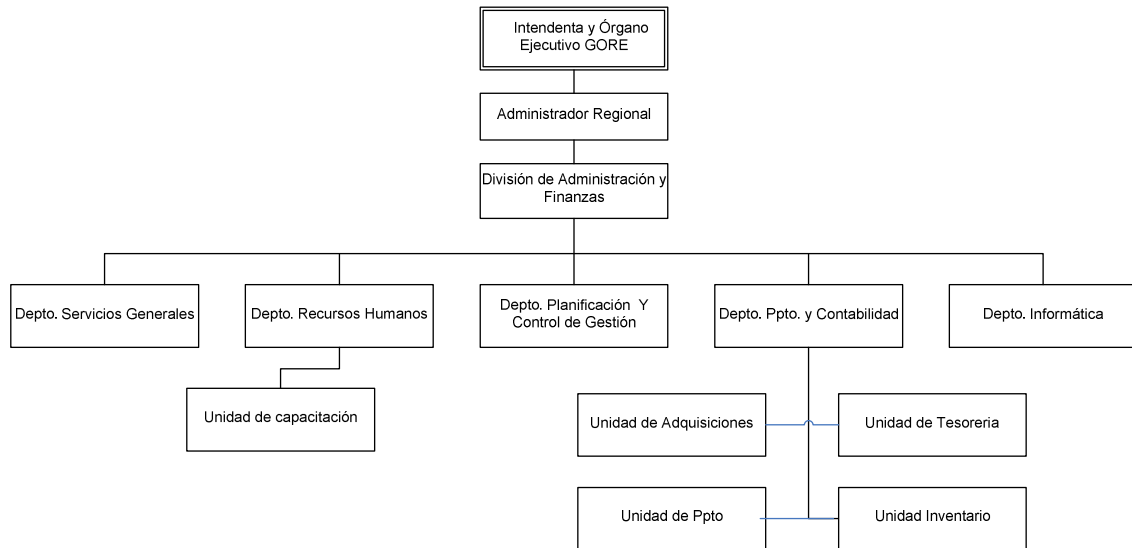 Intendenta y Órgano
Ejecutivo GORE
Administrador Regional
División de Administración y
Finanzas
Depto. Servicios Generales
Depto. Recursos Humanos
Depto. Planificación Y
Control de Gestión
Depto. Ppto. y Contabilidad
Depto. Informática
Unidad de capacitación
Unidad de Adquisiciones
Unidad de Tesoreria
Unidad de Ppto
Unidad Inventario